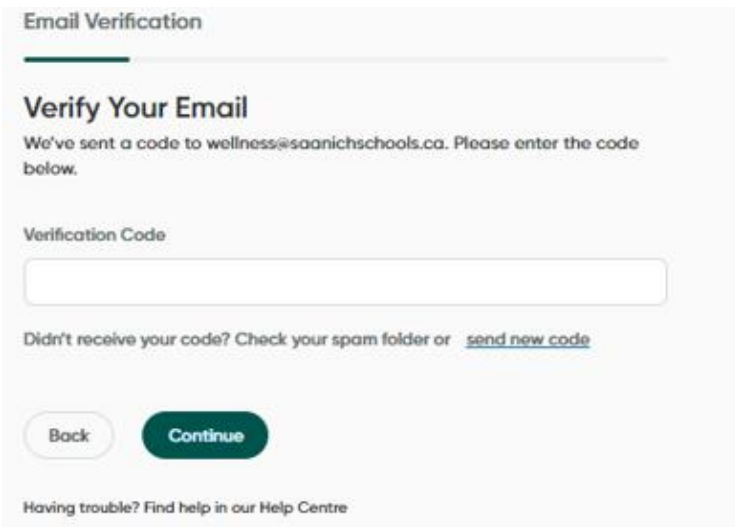 Email Verification
Verify Your Email
We've sent a code to wellness@saanichschools.ca. Please enter the code
below.
Verification Code
Didn't receive your code? Check your spam folder or send new code
Back
Continue
Having trouble? Find help in our Help Centre